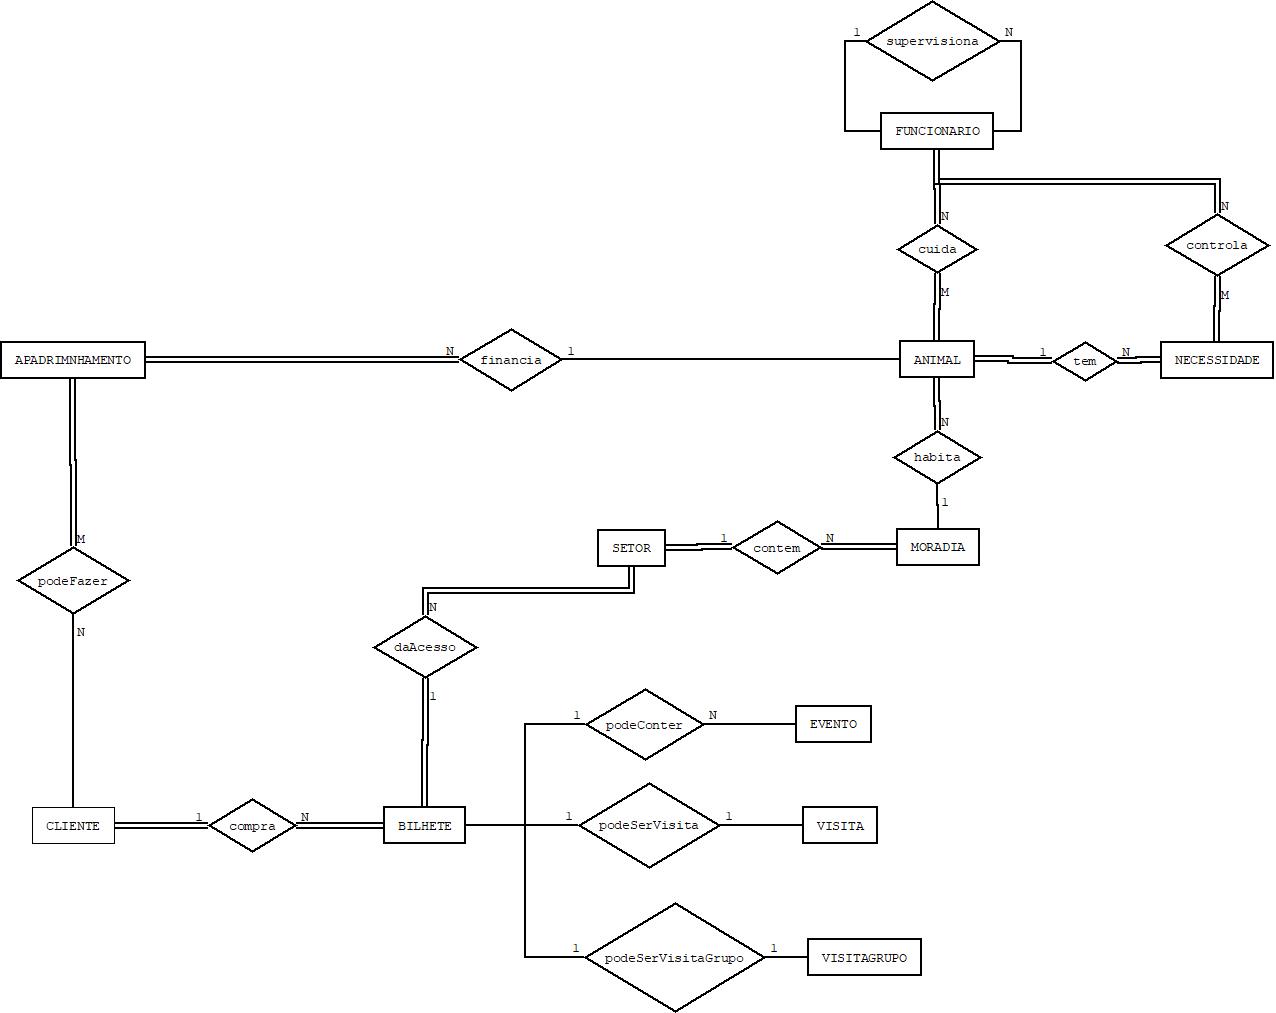 1 supervisiona N
FUNCIONARIO
N
N
cuida
controla
M
M
APADRIMNHAMENTO
N financia 1
ANIMAL
1 tem N
NECESSIDADE
N
habita
1
SETOR
1 contem N
MORADIA
M
podeFazer
N
N
daAcesso
1
1 podeConter N
EVENTO
CLIENTE
1 compra N
BILHETE
1 podeSerVisita 1
VISITA
1 podeSerVisitaGrupo 1
VISITAGRUPO